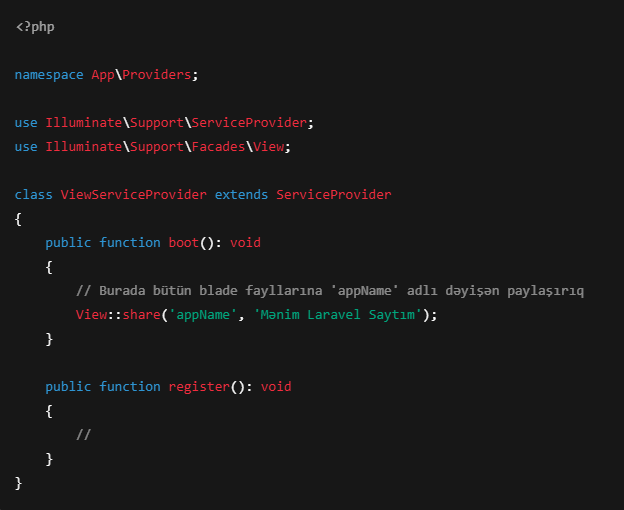 <?php
namespace App\Providers;
use Illuminate\Support\ServiceProvider;
use Illuminate\Support\Facades\View;
class ViewServiceProvider extends ServiceProvider
{
    public function boot(): void
    {
        // Burada bütün blade fayllarına 'appName' adlı dəyişən paylaşırıq
        View::share('appName', 'Mənim Laravel Saytım');
    }
    public function register(): void
    {
        //
    }
}